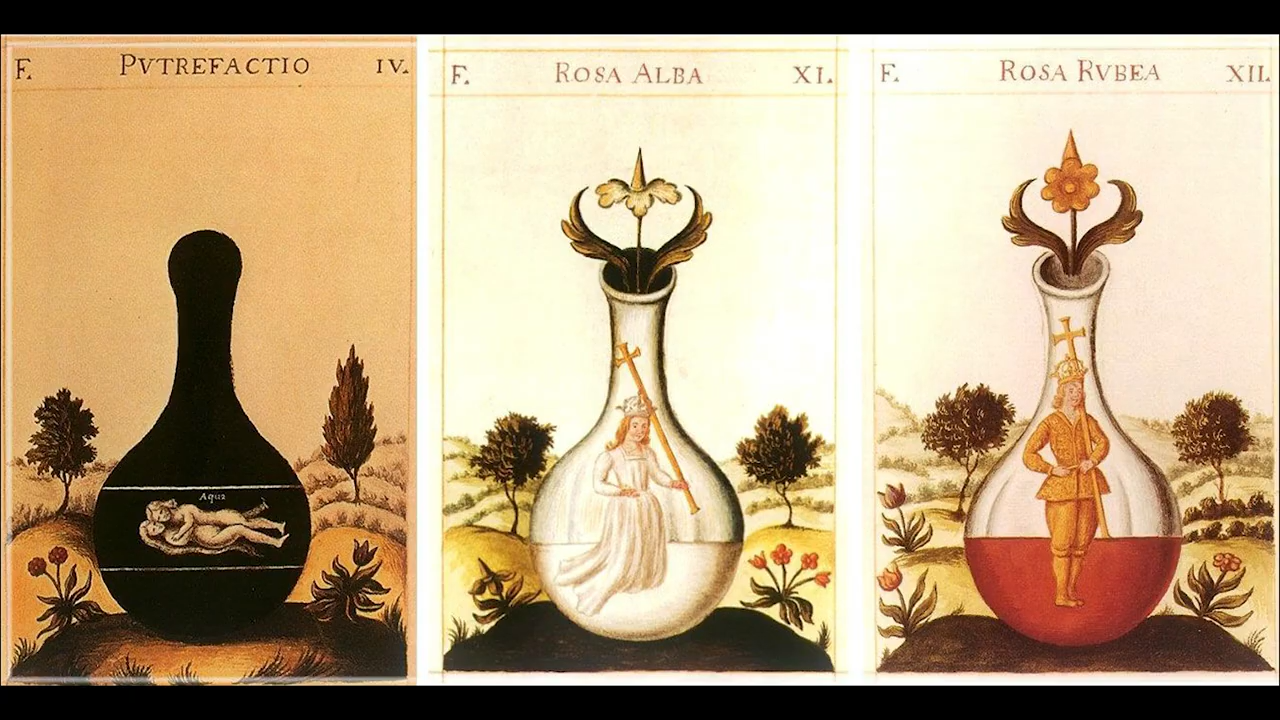 F. PVTREFACTIO IV.
Aqua
F. ROSA ALBA XI.
F. ROSA RVBEA XII.